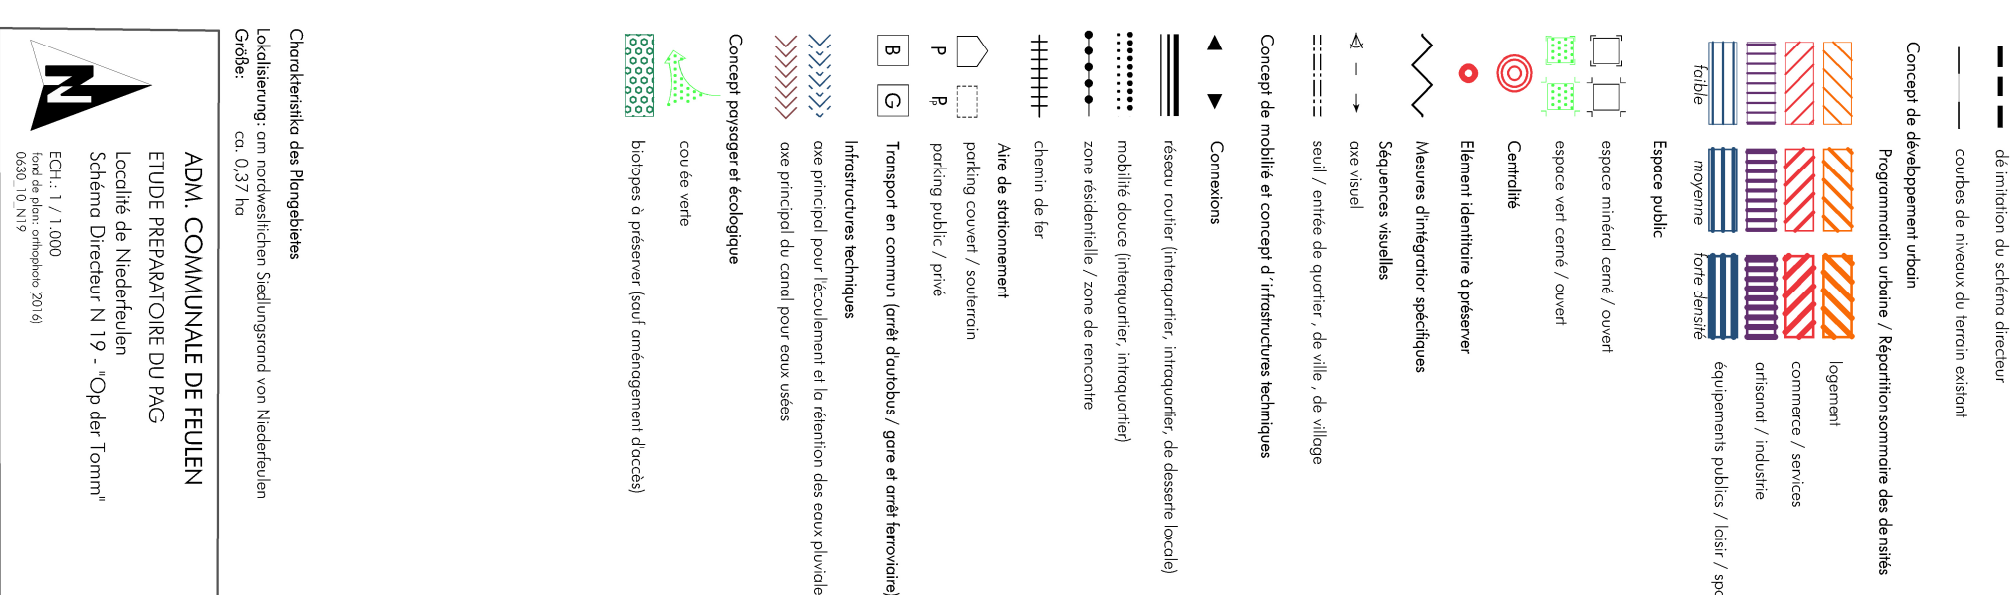 délimitation du schéma directeur
courbes de niveaux du terrain existant
Concept de développement urbain
Programmation urbaine / Répartition sommaire des densités
logement
commerce / services
artisanat / industrie
équipements publics / loisir /
faible moyenne forte densité
Espace public
espace minéral cerné / ouvert
espace vert cerné / ouvert
Centralité
Elément identitaire à préserver
Mesures d'intégration spécifiques
Séquences visuelles
axe visuel
seuil / entrée de quartier , de ville , de village
Concept de mobilité et concept d' infrastructures techniques
Connexions
réseau routier (interquartier, intraquartier, de desserte locale)
mobilité douce (interquartier, intraquartier)
zone résidentielle / zone de rencontre
chemin de fer
Aire de stationnement
parking couvert / souterrain
P Pp parking public / privé
B G Transport en commun (arrêt d'autobus / gare et arrêt ferroviaire)
Infrastructures techniques
axe principal pour l'écoulement et la rétention des eaux pluviale
axe principal du canal pour eaux usées
Concept paysager et écologique
coulée verte
biotopes à préserver (sauf aménagement d'accès)
Charakteristika des Plangebietes
Lokalisierung: am nordwestlichen Siedlungsrand von Niederfeulen
Größe: ca. 0,37 ha
N
ADM. COMMUNALE DE FEULEN
ETUDE PREPARATOIRE DU PAG
Localité de Niederfeulen
Schéma Directeur N 19 - "Op der Tomm"
ECH.: 1 / 1.000
fond de plan: orthophoto 2016)
0630_10_N19